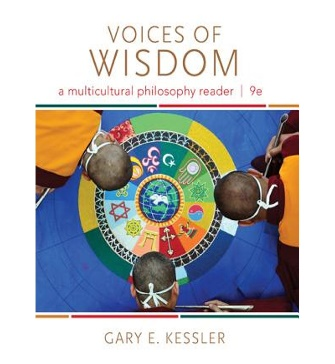 VOICES OF
WISDOM
a multicultural philosophy reader | 9e
GARY E. KESSLER